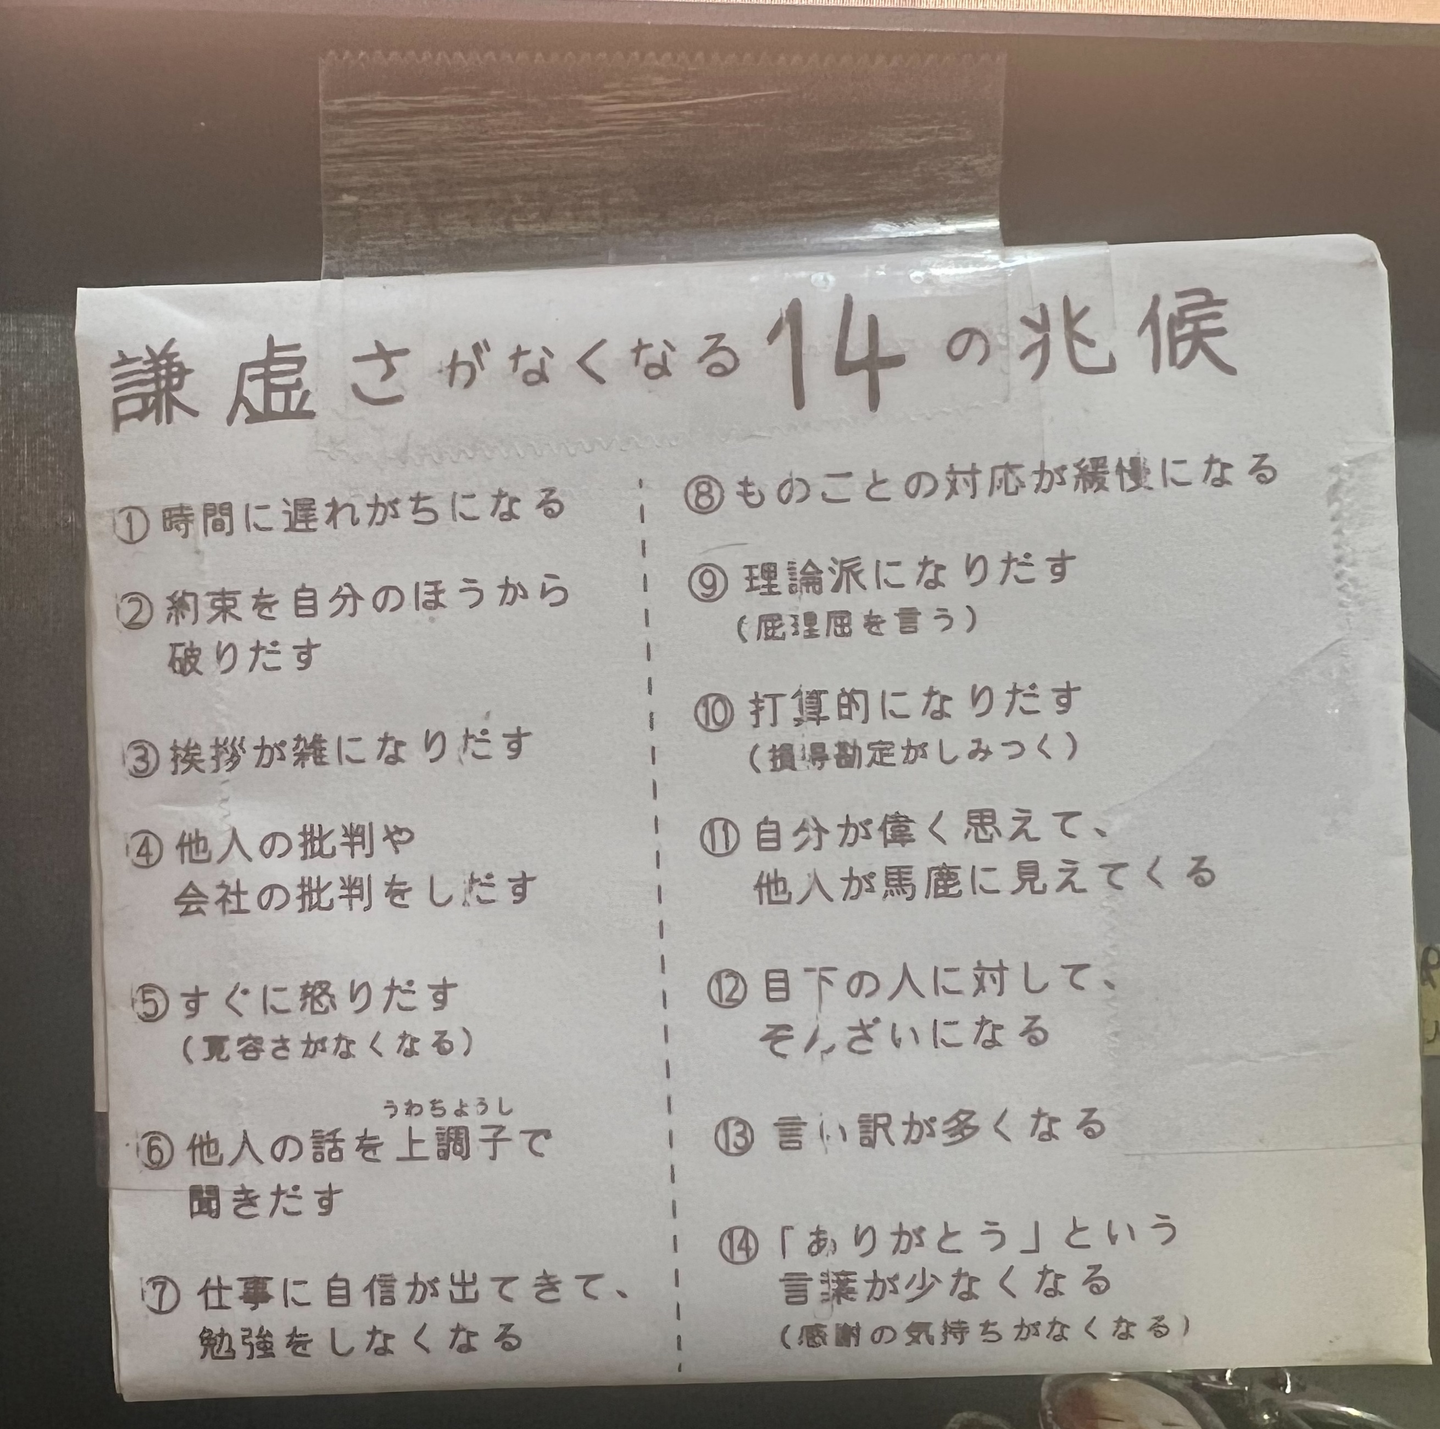 謙虚さがなくなる14の兆候
①時間に遅れがちになる
②約束を自分のほうから
破りだす
③挨拶が雑になりだす
④他人の批判や
会社の批判をしだす
⑤すぐに怒りだす
(寛容さがなくなる)
うわちょうし
⑥他人の話を上調子で
聞きだす
⑦仕事に自信が出てきて、
勉強をしなくなる
⑧ものごとの対応が緩慢になる
⑨理論派になりだす
(屁理屈を言う)
⑩打算的になりだす
(損得勘定がしみつく)
⑪自分が偉く思えて、
他人が馬鹿に見えてくる
⑫目下の人に対して、
ぞんざいになる
⑬言い訳が多くなる
⑭「ありがとう」という
言葉が少なくなる
(感謝の気持ちがなくなる)